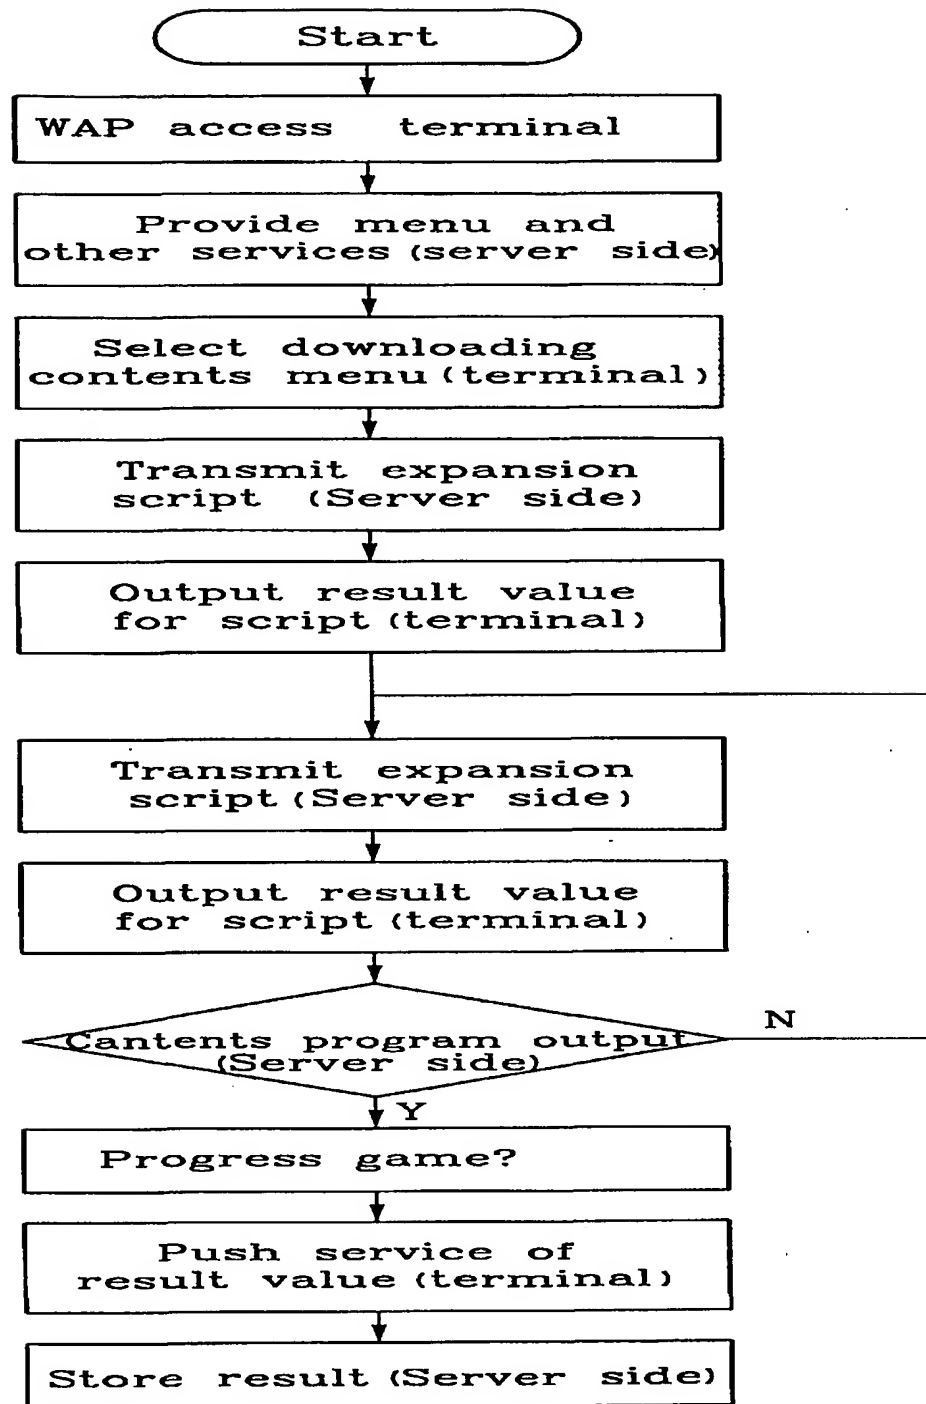 Start
WAP access terminal
Provide menu and
other services (server side)
Select downloading
contents menu (terminal)
Transmit expansion
script (Server side)
Output result value
for script (terminal)
Transmit expansion
script (Server side)
Output result value
for script (terminal)
Cantents program output
(Server side)
N
Y
Progress game?
Push service of
result value (terminal)
Store result (Server side)